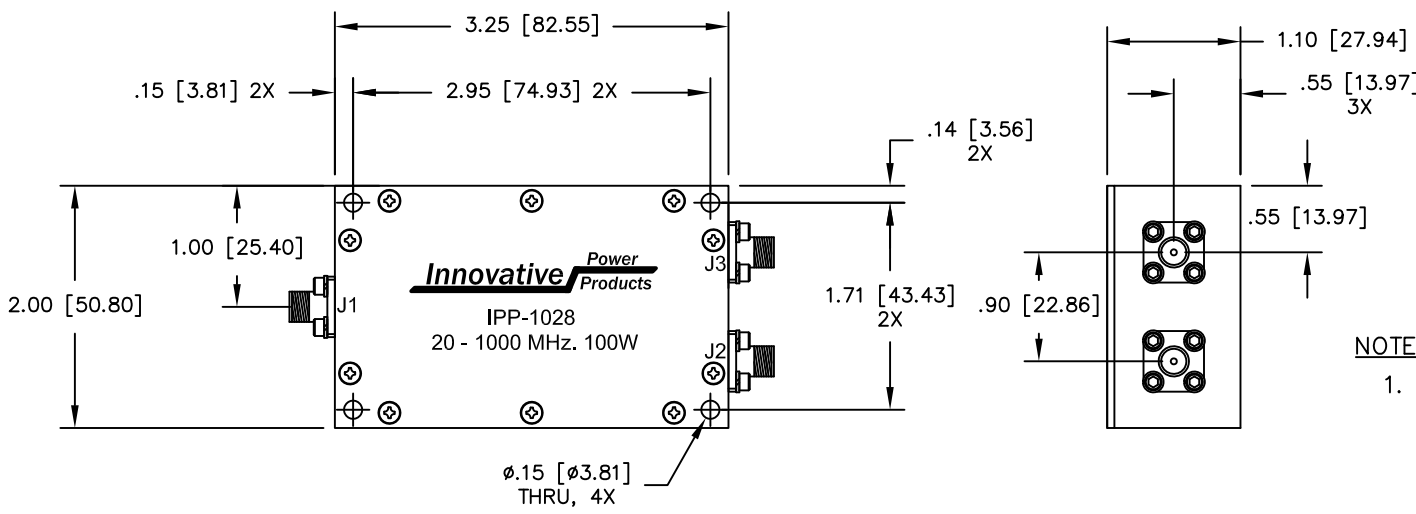 3.25 [82.55]
1.10 [27.94]
.15 [3.81] 2X
2.95 [74.93] 2X
.55 [13.97]
3X
.14 [3.56]
2X
1.00 [25.40]
.55 [13.97]
Innovative Power Products
J3
2.00 [50.80]
J1
1.71 [43.43]
2X
.90 [22.86]
IPP-1028
20 - 1000 MHz. 100W
J2
NOTE
1.
ø.15 [ø3.81]
THRU, 4X